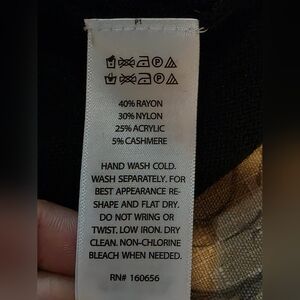 40% RAYON
30% NYLON
25% ACRYLIC
5% CASHMERE
HAND WASH COLD.
WASH SEPARATELY. FOR
BEST APPEARANCE RE-
SHAPE AND FLAT DRY.
DO NOT WRING OR
TWIST. LOW IRON. DRY
CLEAN. NON-CHLORINE
BLEACH WHEN NEEDED.
RN# 160656